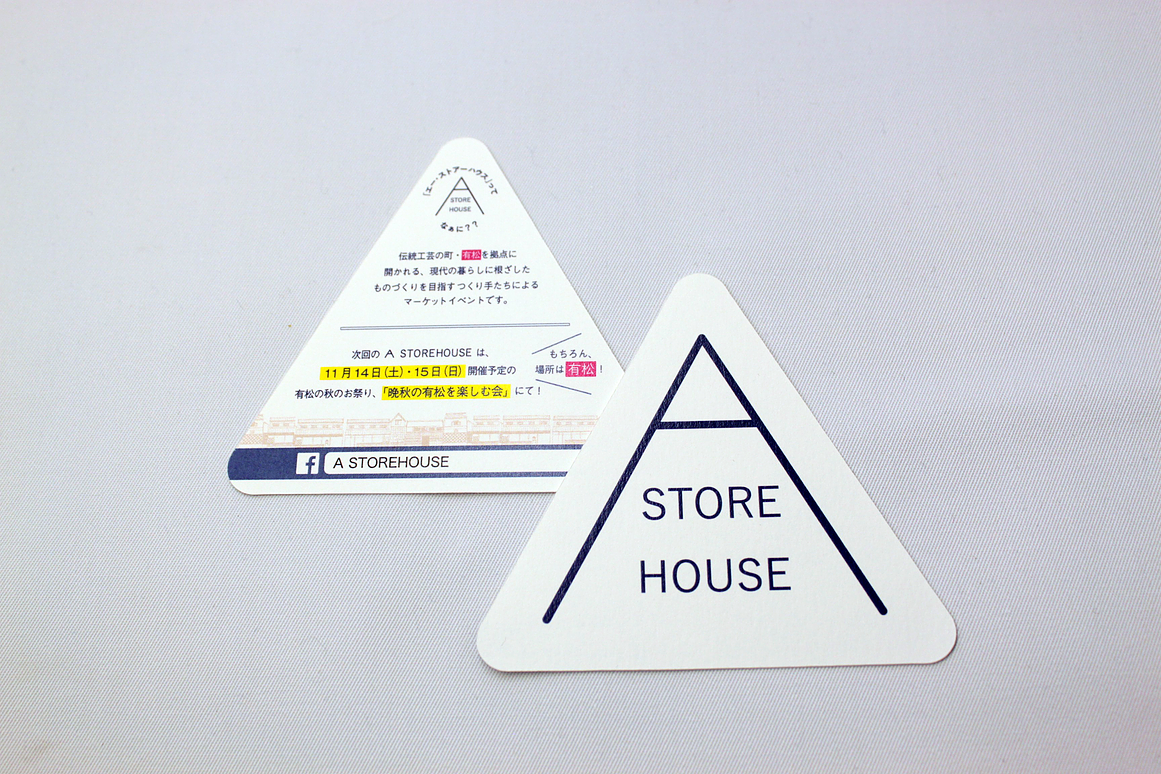 「エー・ストアーハウス」って
A
STORE
HOUSE
なぁに??
伝統工芸の町・有松を拠点に
開かれる、現代の暮らしに根ざした
ものづくりを目指すつくり手たちによる
マーケットイベントです。
次回の A STOREHOUSE は、
11月14日(土)・15日(日)開催予定の
有松の秋のお祭り、「晩秋の有松を楽しむ会」にて!
もちろん、
場所は有松!
f A STOREHOUSE
A
STORE
HOUSE